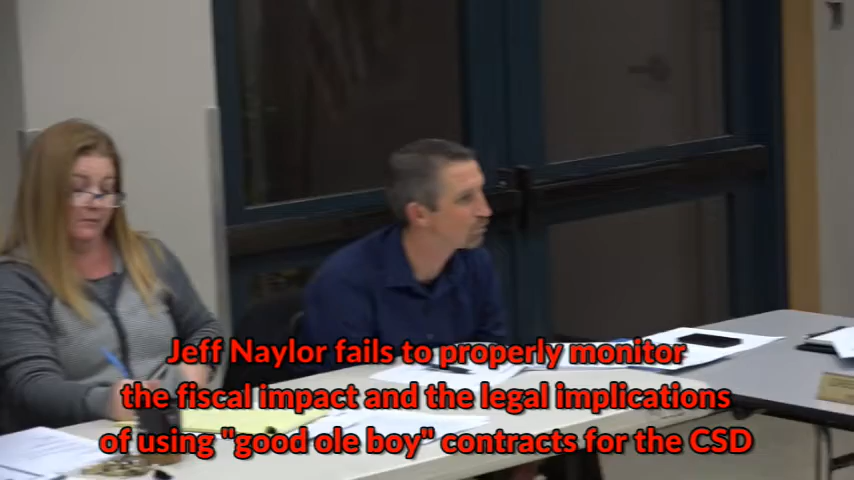 Jeff Naylor fails to properly monitor
the fiscal impact and the legal implications
of using "good ole boy" contracts for the CSD